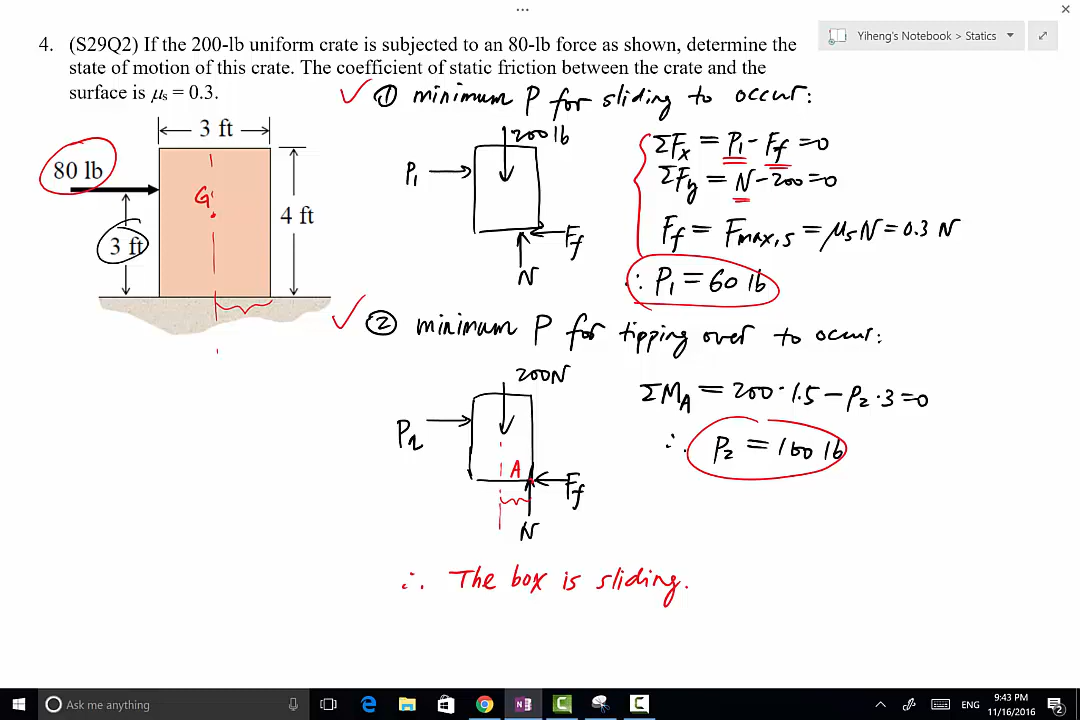 ...
Yiheng's Notebook > Statics
4. (S29Q2) If the 200-lb uniform crate is subjected to an 80-lb force as shown, determine the
state of motion of this crate. The coefficient of static friction between the crate and the
surface is μs = 0.3.
① minimum P for sliding to occur:
3 ft
80 lb
G
3 ft
4 ft
200 lb
P₁
Ff
N
ΣFx = P₁ - Ff = 0
ΣFy = N - 200 = 0
Ff = Fmax,s = μsN = 0.3 N
∴ P₁ = 60 lb
② minimum P for tipping over to occur:
200N
P₂
A
Ff
N
ΣMA = 200 · 1.5 - P₂ · 3 = 0
∴ P₂ = 100 lb
∴ The box is sliding.
Ask me anything
ENG
9:43 PM
11/16/2016
2